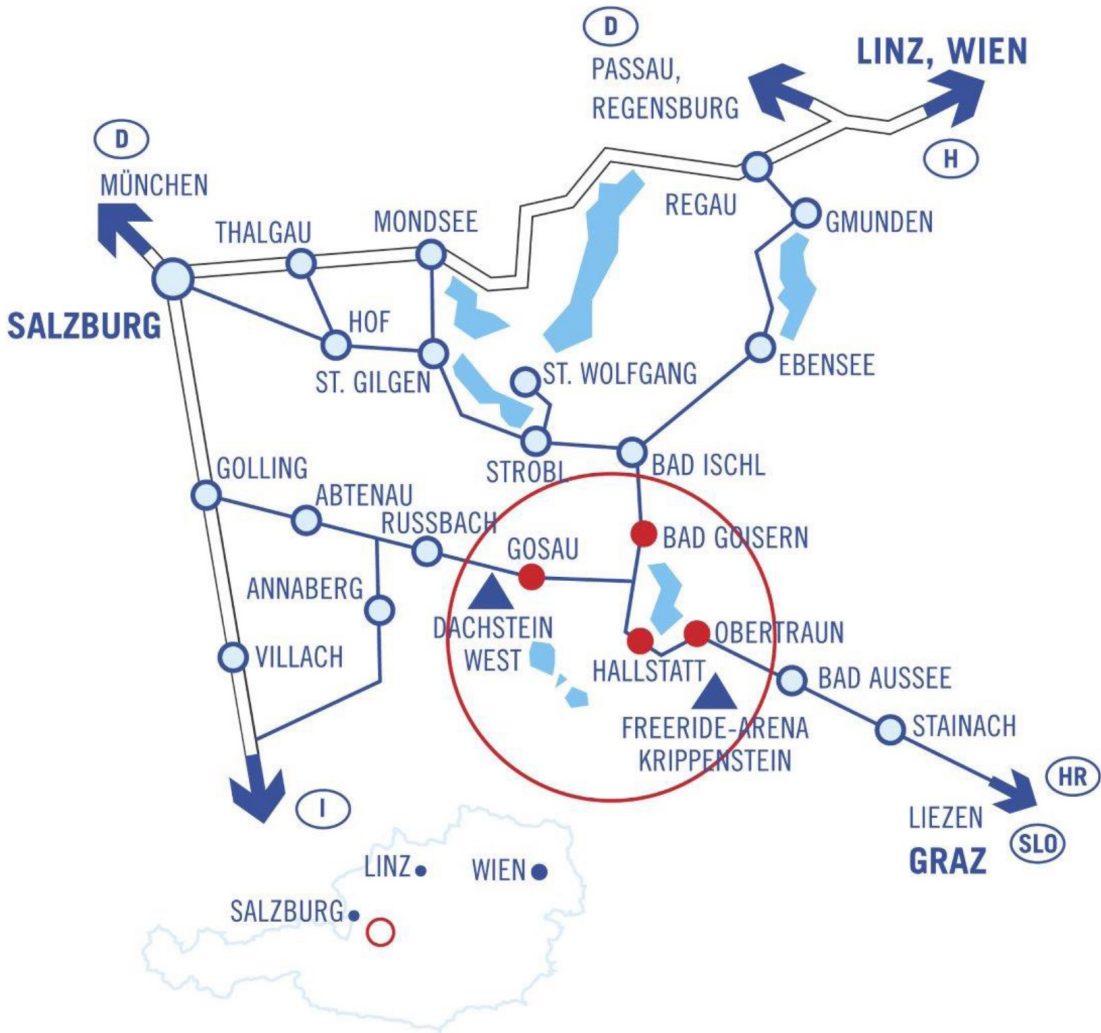 D
PASSAU,
REGENSBURG
LINZ, WIEN
H
D
MÜNCHEN
THALGAU
MONDSEE
REGAU
GMUNDEN
SALZBURG
HOF
ST. GILGEN
ST. WOLFGANG
EBENSEE
STROBL
BAD ISCHL
GOLLING
ABTENAU
RUSSBACH
GOSAU
BAD GOISERN
ANNABERG
DACHSTEIN
WEST
HALLSTATT
OBERTRAUN
VILLACH
BAD AUSSEE
FREERIDE-ARENA
KRIPPENSTEIN
STAINACH
I
HR
LIEZEN
SLO
GRAZ
LINZ
WIEN
SALZBURG